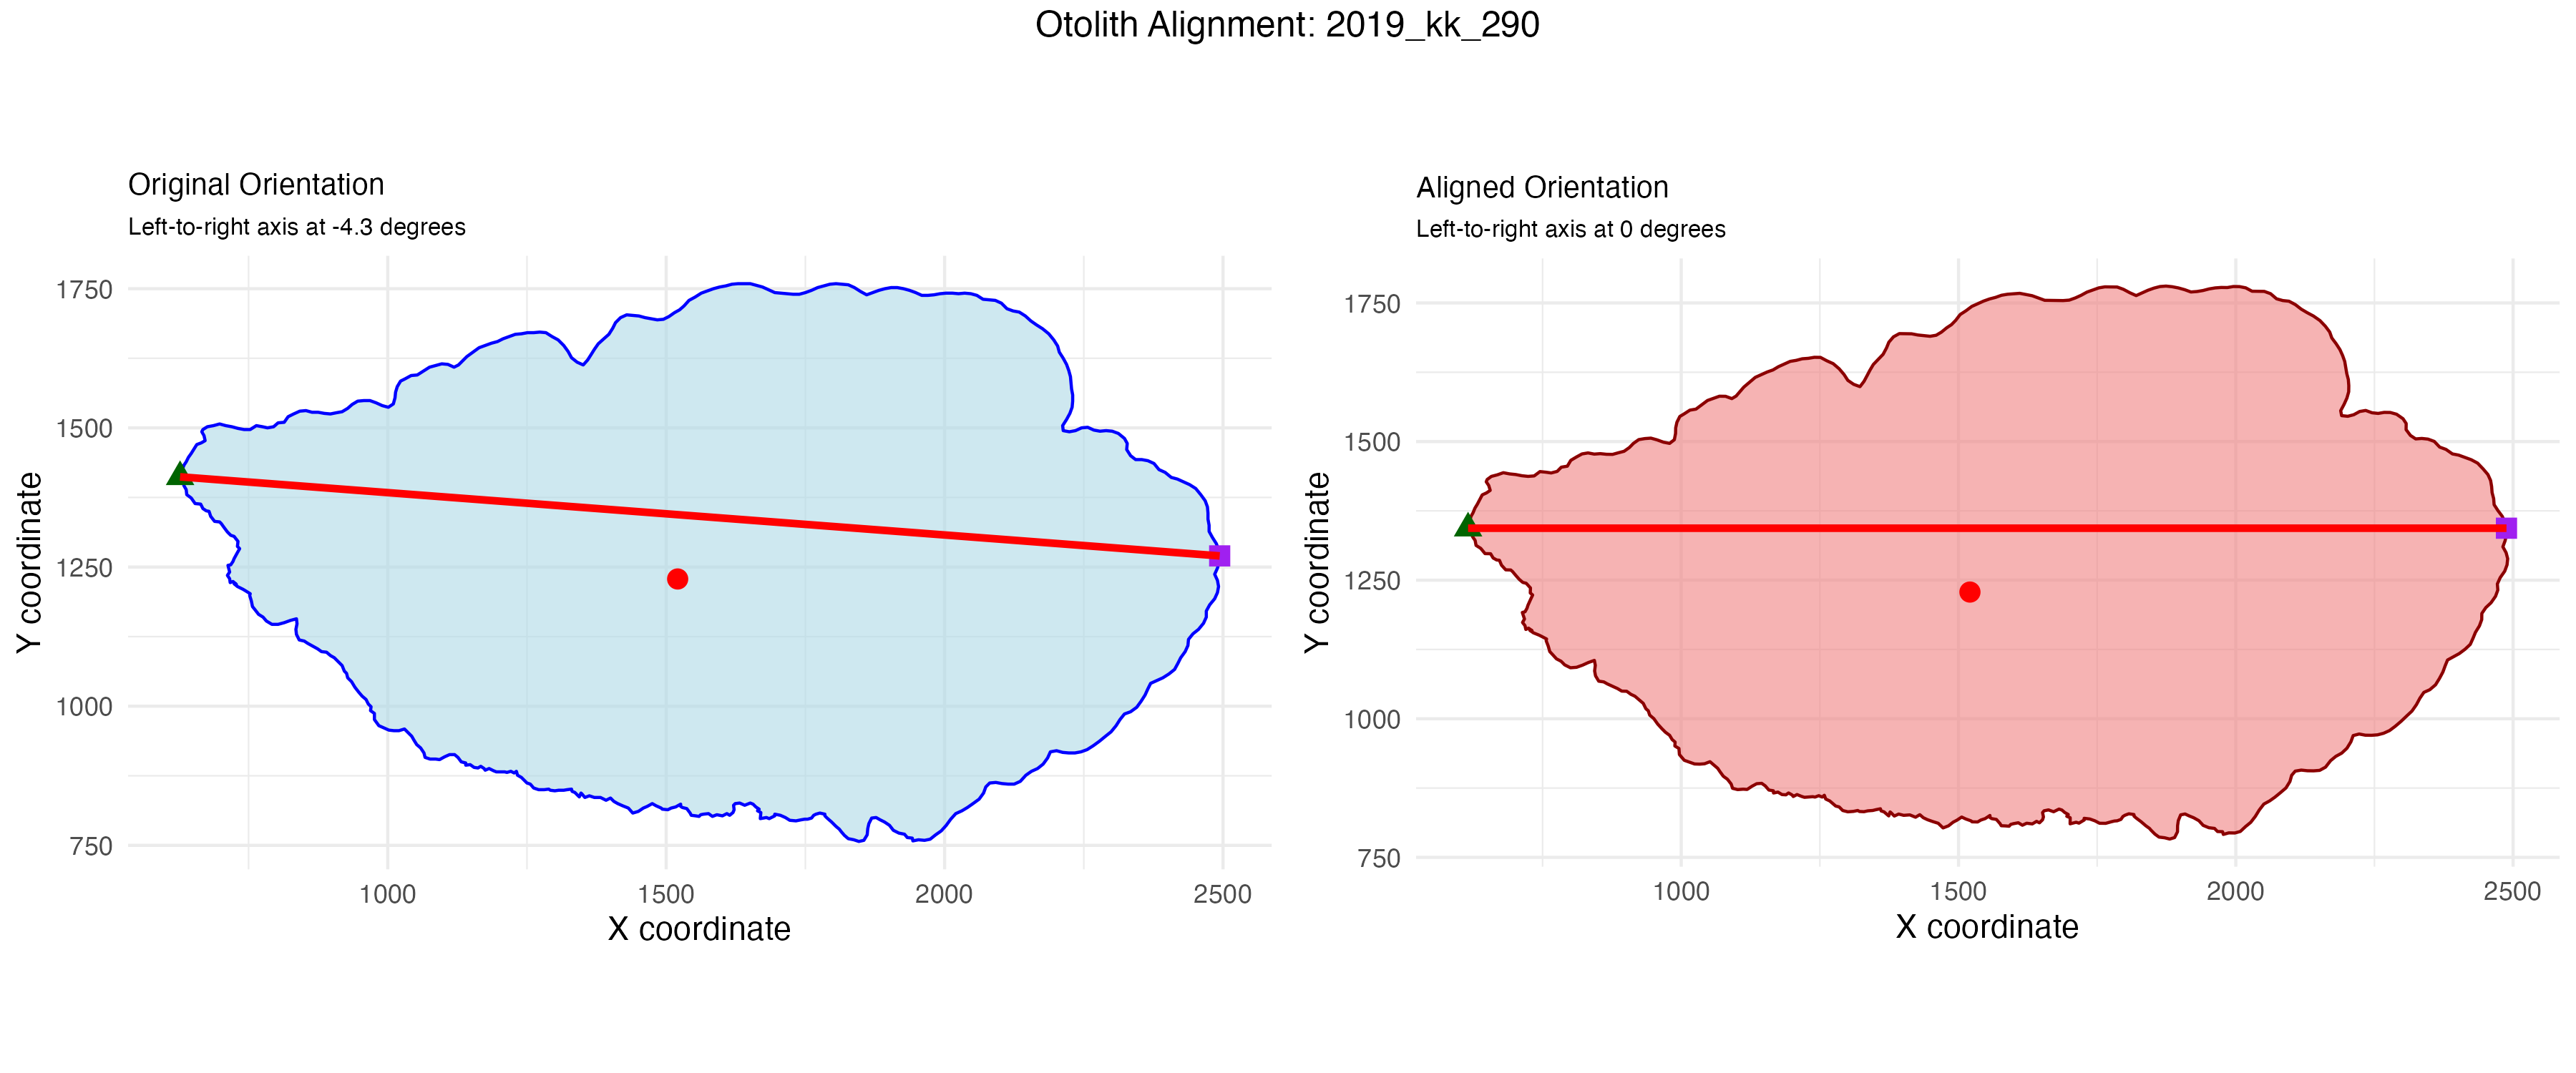 Otolith Alignment: 2019_kk_290
Original Orientation
Left-to-right axis at -4.3 degrees
1750
1500
1250
1000
750
Y coordinate
1000
1500
2000
2500
X coordinate
Aligned Orientation
Left-to-right axis at 0 degrees
1750
1500
1250
1000
750
Y coordinate
1000
1500
2000
2500
X coordinate